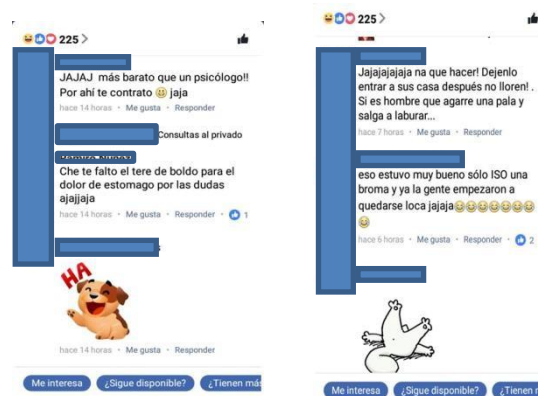 225 >
JAJAJ más barato que un psicólogo!!
Por ahí te contrato jaja
hace 14 horas · Me gusta · Responder
Consultas al privado
Che te falto el tere de boldo para el
dolor de estomago por las dudas
ajajjaja
hace 14 horas · Me gusta · Responder · 1
HA
hace 14 horas · Me gusta · Responder
Me interesa
¿Sigue disponible?
¿Tienen más
225 >
Jajajajajaja na que hacer! Dejenlo
entrar a sus casa después no lloren! .
Si es hombre que agarre una pala y
salga a laburar...
hace 7 horas · Me gusta · Responder
eso estuvo muy bueno sólo ISO una
broma y ya la gente empezaron a
quedarse loca jajaja
hace 6 horas · Me gusta · Responder · 2
Me interesa
¿Sigue disponible?
¿Tienen